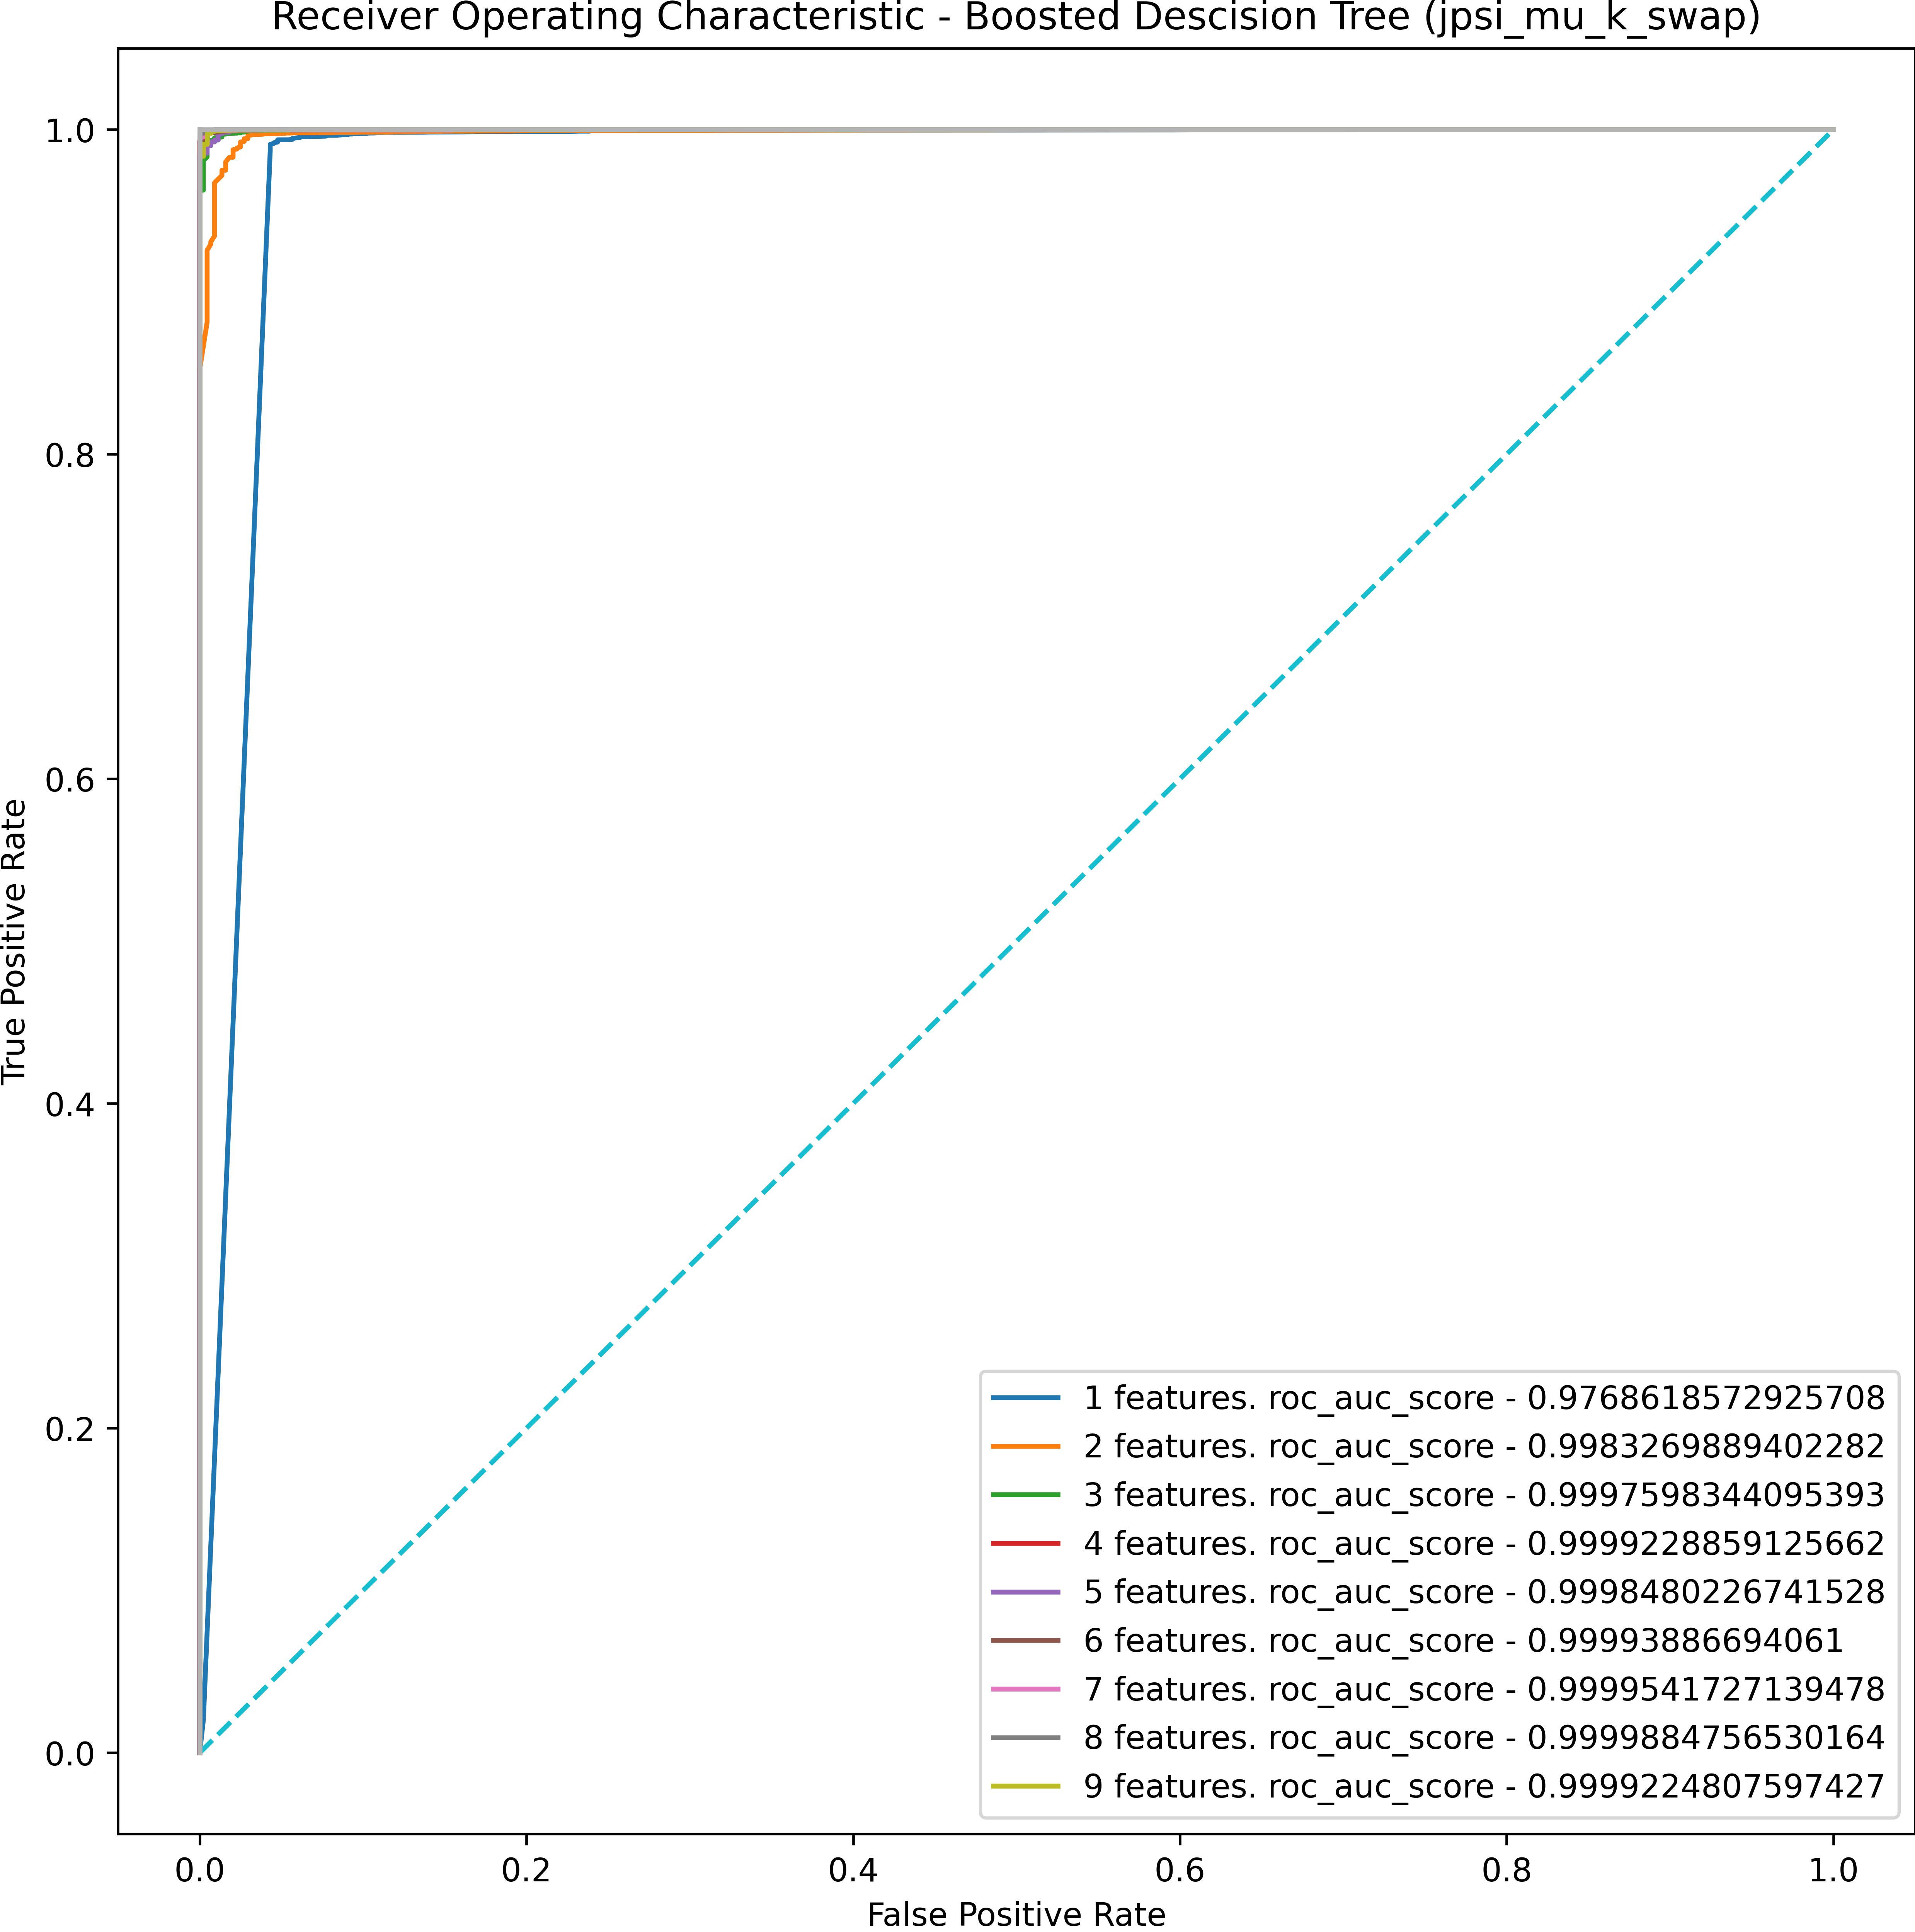 Receiver Operating Characteristic - Boosted Descision Tree (jpsi_mu_k_swap)
True Positive Rate
1.0
0.8
0.6
0.4
0.2
0.0
1 features. roc_auc_score - 0.9768618572925708
2 features. roc_auc_score - 0.9983269889402282
3 features. roc_auc_score - 0.9997598344095393
4 features. roc_auc_score - 0.9999228859125662
5 features. roc_auc_score - 0.9998480226741528
6 features. roc_auc_score - 0.99993886694061
7 features. roc_auc_score - 0.9999541727139478
8 features. roc_auc_score - 0.9999884756530164
9 features. roc_auc_score - 0.9999224807597427
0.0 0.2 0.4 0.6 0.8 1.0
False Positive Rate